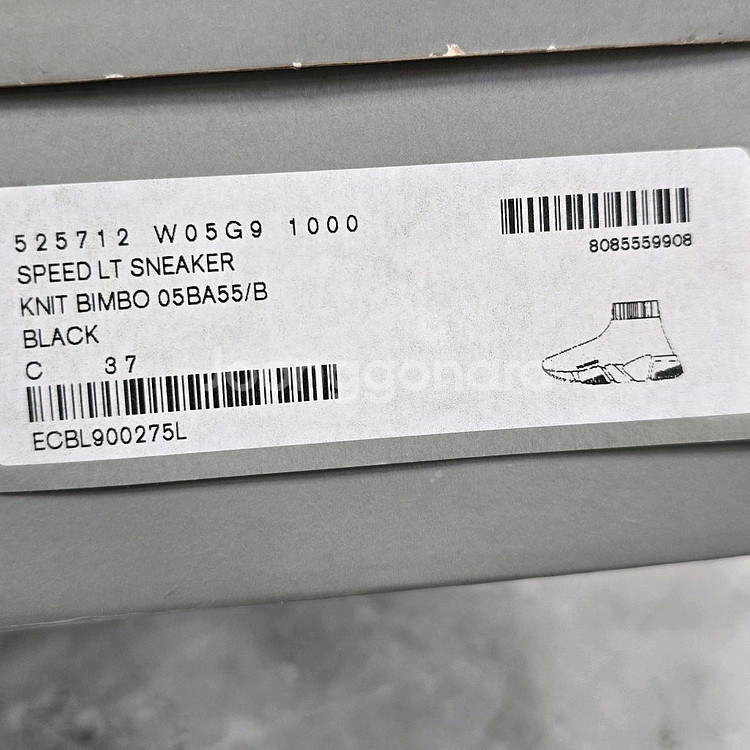 525712 W05G9 1000
SPEED LT SNEAKER
KNIT BIMBO 05BA55/B
BLACK
C 37
ECBL900275L
8085559908